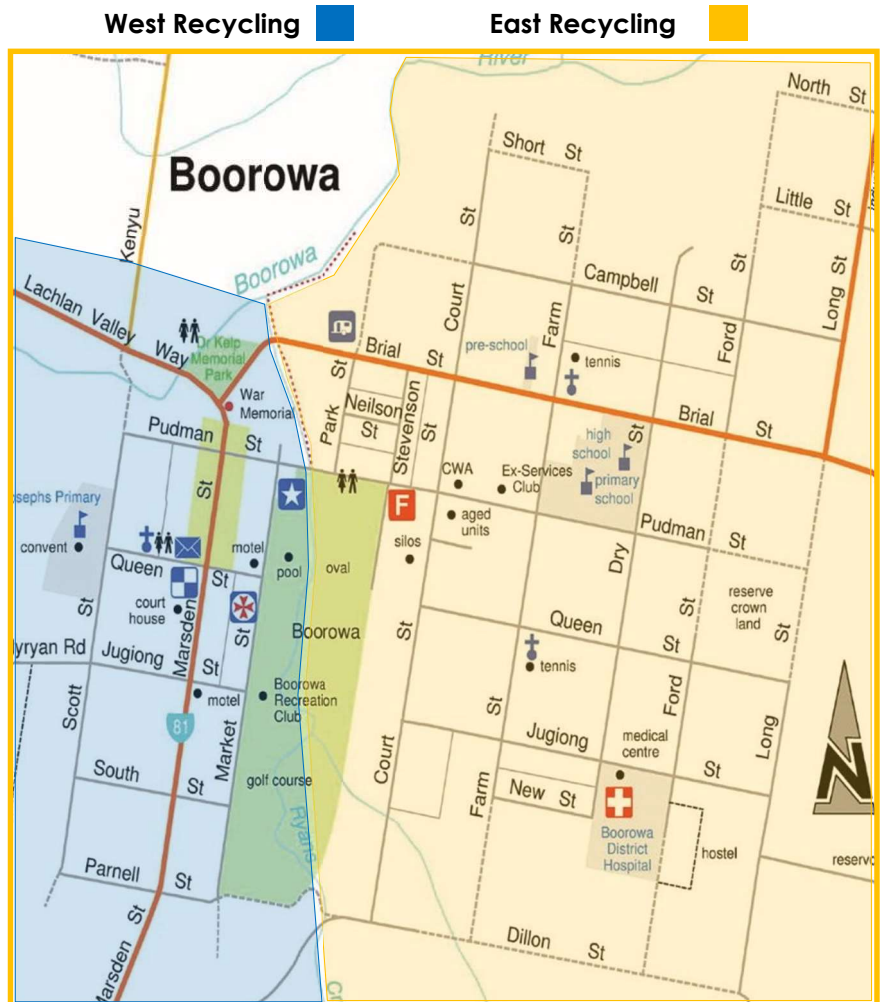 West Recycling
East Recycling
River
North St
Short St
Boorowa
Little St
Kenyu
St
St
Boorowa
Campbell St
St
Long St
Lachlan Valley Way
Court
Farm
Ford
Dr Kelp
Memorial
Park
Brial St
pre-school
tennis
War
Memorial
Park St
Neilson
St
Stevenson St
Brial St
Pudman St
high
school
St
CWA
Ex-Services
Club
primary
school
St
F
osephs Primary
aged
units
Pudman St
convent
motel
silos
pool
oval
Queen St
Dry
reserve
crown
land
court
house
St
Boorowa
Queen St
St
St
St
Marsden
St
yryan Rd
Jugiong St
tennis
Scott
motel
Boorowa
Recreation
Club
St
Ford
81
Jugiong St
medical
centre
Long
Market
South St
golf course
Court
Farm
New St
N
Ryans
Boorowa
District
Hospital
hostel
Parnell St
reservo
Marsden St
Dillon St